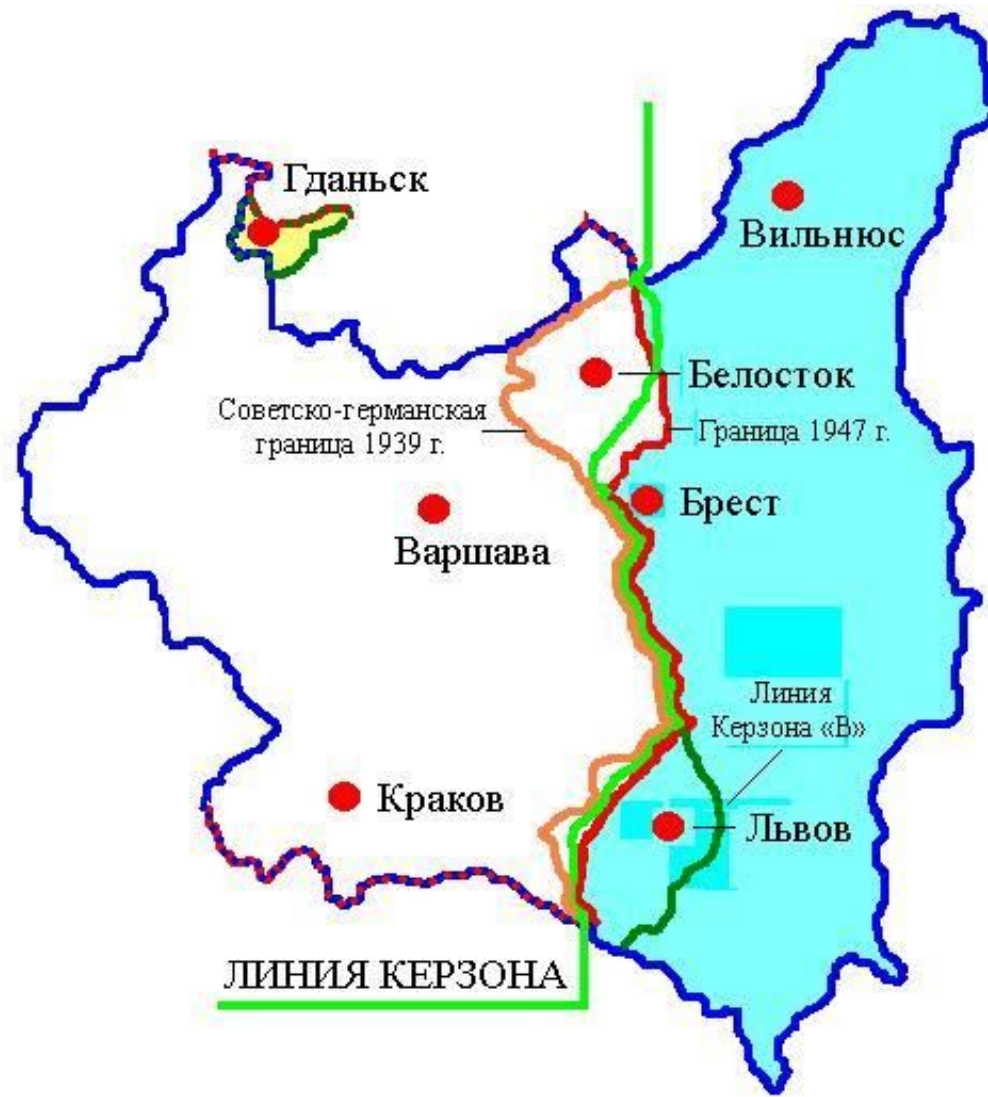 Гданьск
Вильнюс
Белосток
Советско-германская
граница 1939 г.
Граница 1947 г.
Брест
Варшава
Линия
Керзона «В»
Краков
Львов
ЛИНИЯ КЕРЗОНА